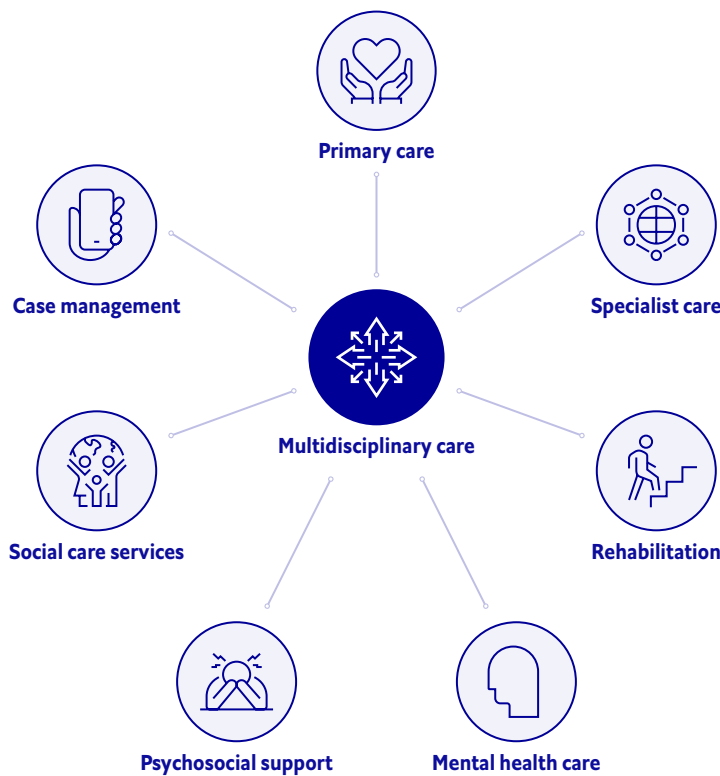 Primary care
Case management
Specialist care
Multidisciplinary care
Social care services
Rehabilitation
Psychosocial support
Mental health care